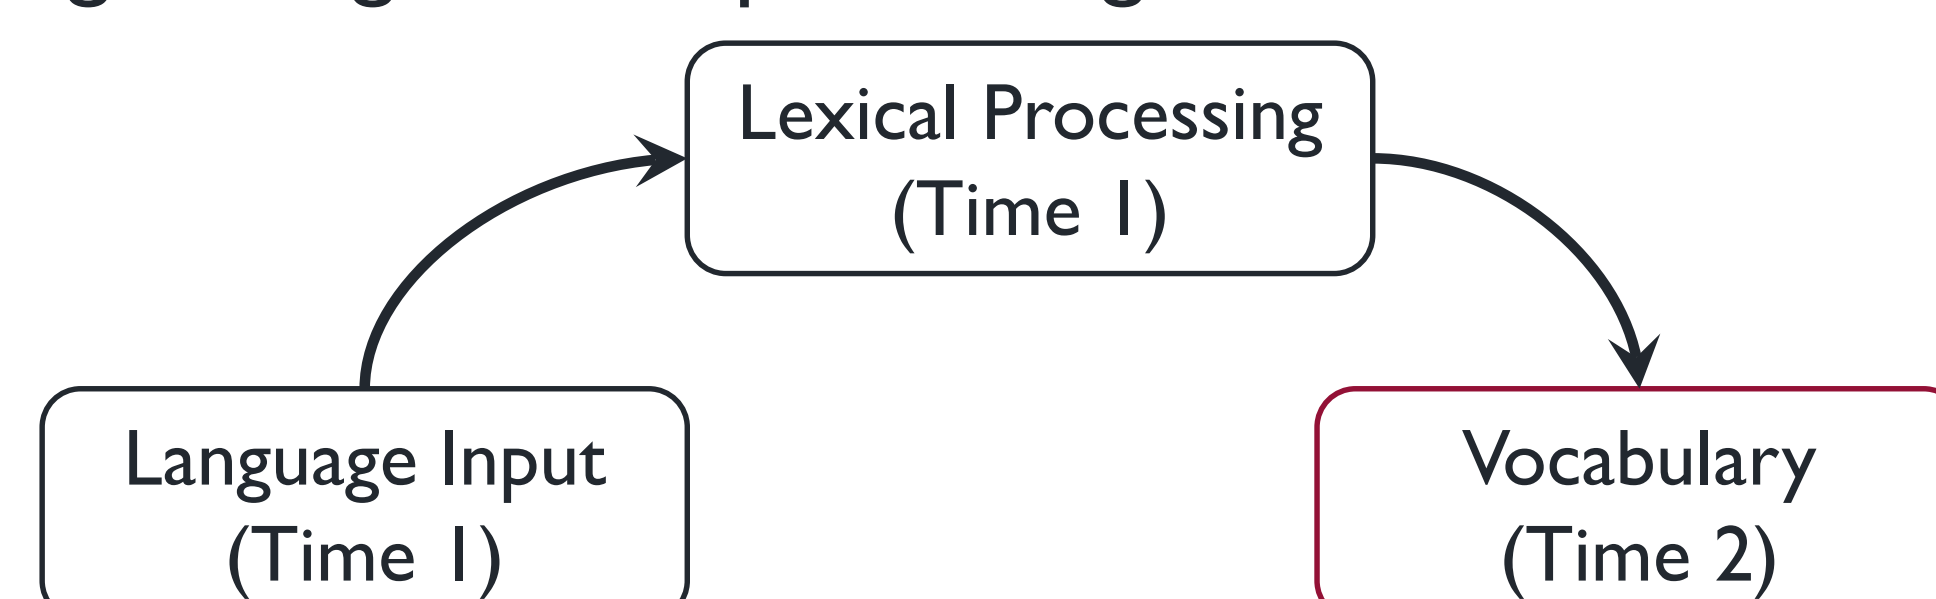 Lexical Processing
(Time 1)
Language Input
(Time 1)
Vocabulary
(Time 2)